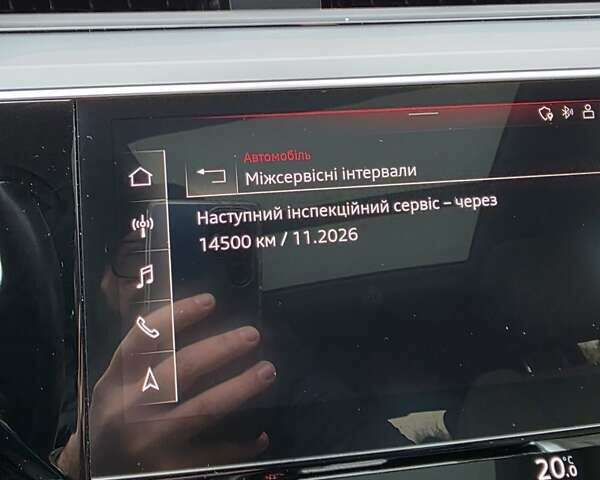 Автомобіль
Міжсервісні інтервали
Наступний інспекційний сервіс – через
14500 км / 11.2026
20.0 °C